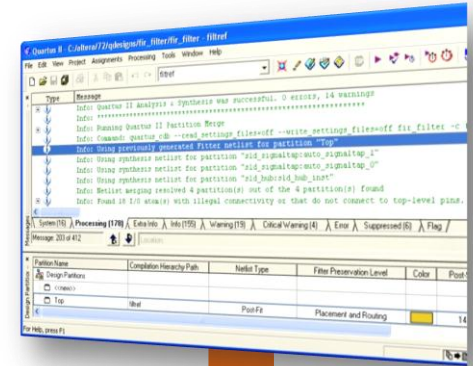 Quartus II - C:/altera/72/qdesigns/fir_filter/fir_filter - filtref
File Edit View Project Assignments Processing Tools Window Help
filtref
Type Message
Info: Quartus II Analysis & Synthesis was successful. 0 errors, 14 warnings
Info: Running Quartus II Partition Merge
Info: Command: quartus_cdb --read_settings_files=off --write_settings_files=off fir_filter -c
Info: Using previously generated Fitter netlist for partition "Top"
Info: Using synthesis netlist for partition "sld_signaltap:auto_signaltap_1"
Info: Using synthesis netlist for partition "sld_signaltap:auto_signaltap_0"
Info: Using synthesis netlist for partition "sld_hub:sld_hub_inst"
Info: Netlist merging resolved 4 partition(s) out of the 4 partition(s) found
Info: Found 18 I/O atom(s) with illegal connectivity or that do not connect to top-level pins.
System (16) Processing (178) Extra Info Info (155) Warning (19) Critical Warning (4) Error Suppressed (6) Flag
Message: 203 of 412 Location:
Partition Name Compilation Hierarchy Path Netlist Type Fitter Preservation Level Color
Design Partitions
<<new>>
Top filtref Post-Fit Placement and Routing 14
For Help, press F1